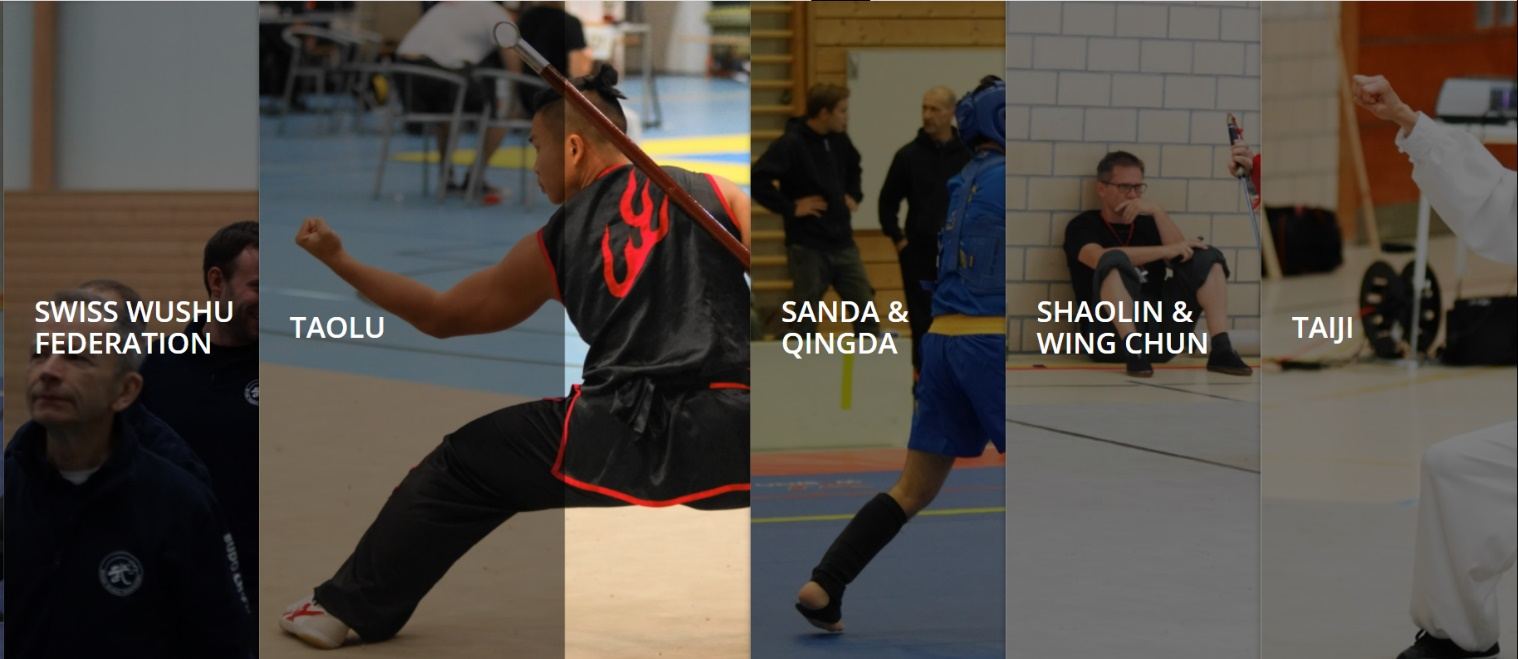 SWISS WUSHU
FEDERATION
TAOLU
SANDA &
QINGDA
SHAOLIN &
WING CHUN
TAIJI